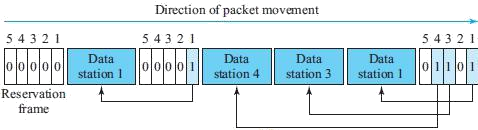 Direction of packet movement
5 4 3 2 1 5 4 3 2 1 5 4 3 2 1
0 0 0 0 0 Data station 1 0 0 0 0 1 Data station 4 Data station 3 Data station 1 0 1 1 0 1
Reservation frame